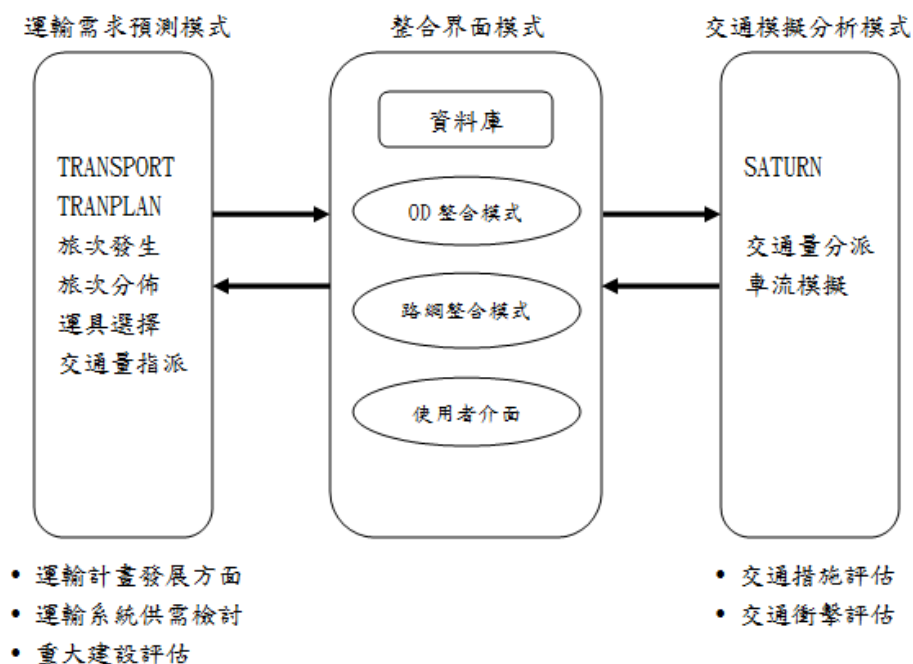 運輸需求預測模式
整合界面模式
交通模擬分析模式
TRANSPORT
TRANPLAN
旅次發生
旅次分佈
運具選擇
交通量指派
資料庫
OD 整合模式
路網整合模式
使用者介面
SATURN
交通量分派
車流模擬
• 運輸計畫發展方面
• 運輸系統供需檢討
• 重大建設評估
• 交通措施評估
• 交通衝擊評估